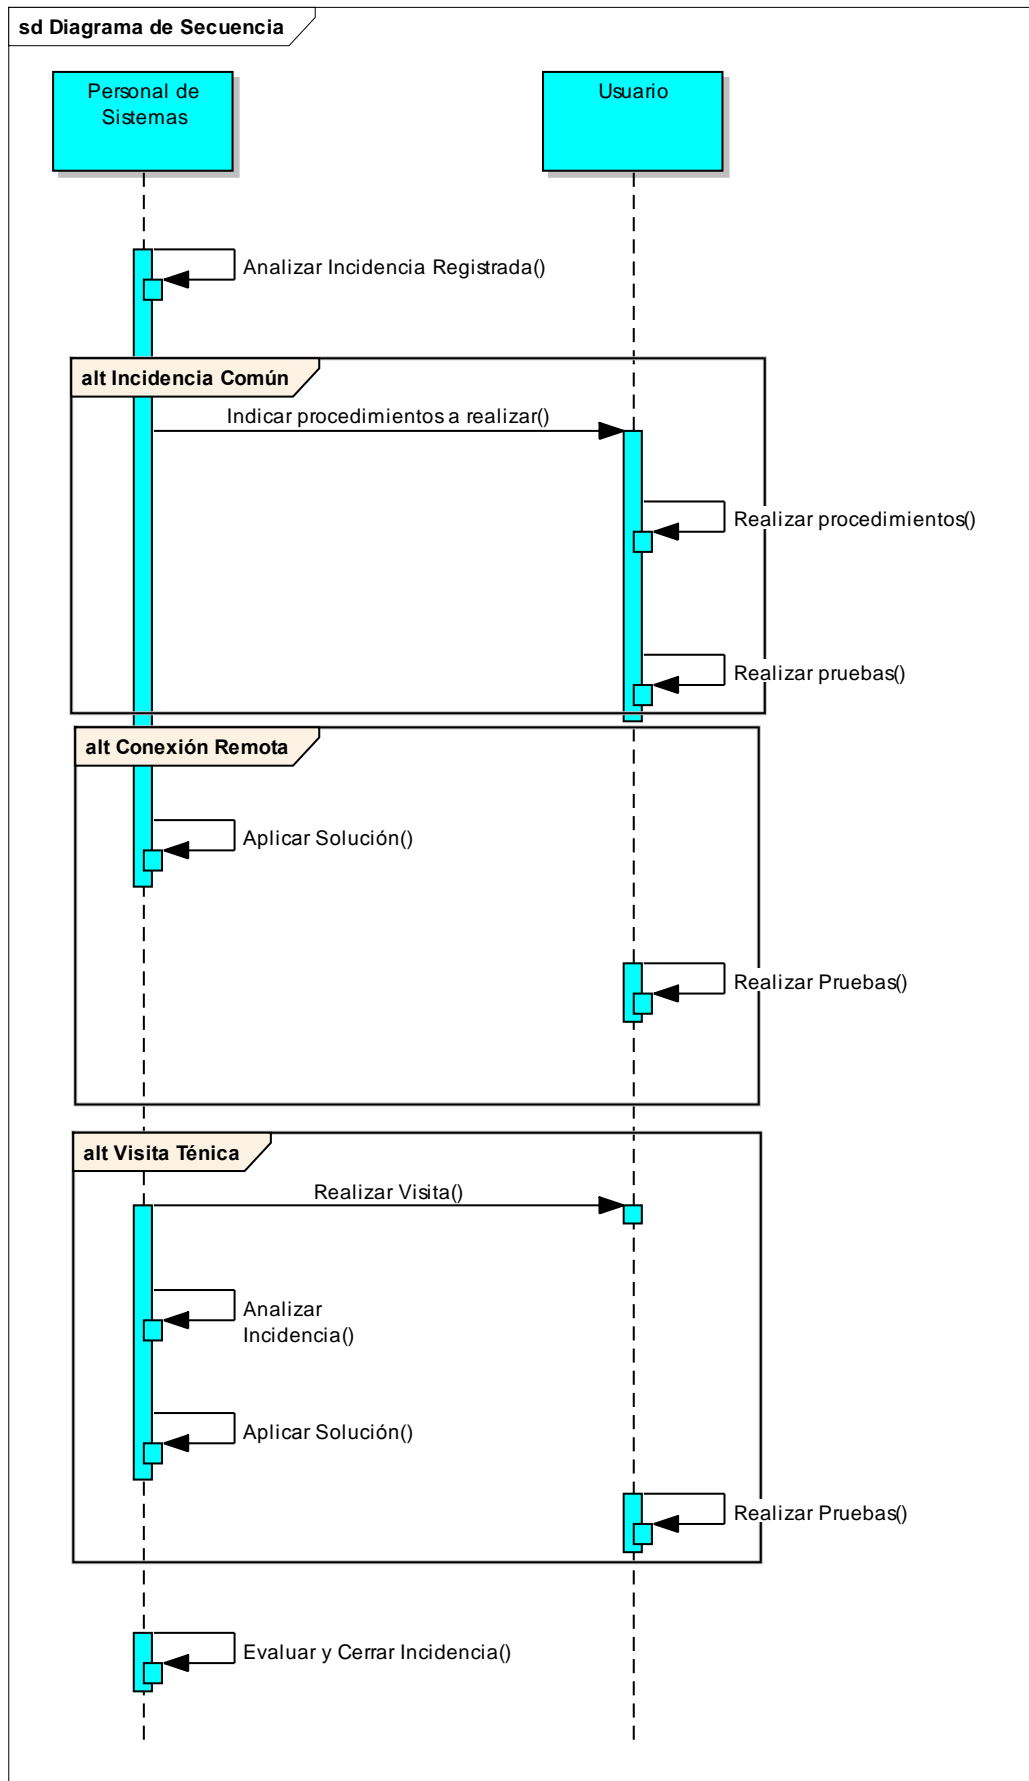 sd Diagrama de Secuencia
Personal de
Sistemas
Usuario
Analizar Incidencia Registrada()
alt Incidencia Común
Indicar procedimientos a realizar()
Realizar procedimientos()
Realizar pruebas()
alt Conexión Remota
Aplicar Solución()
Realizar Pruebas()
alt Visita Ténica
Realizar Visita()
Analizar
Incidencia()
Aplicar Solución()
Realizar Pruebas()
Evaluar y Cerrar Incidencia()